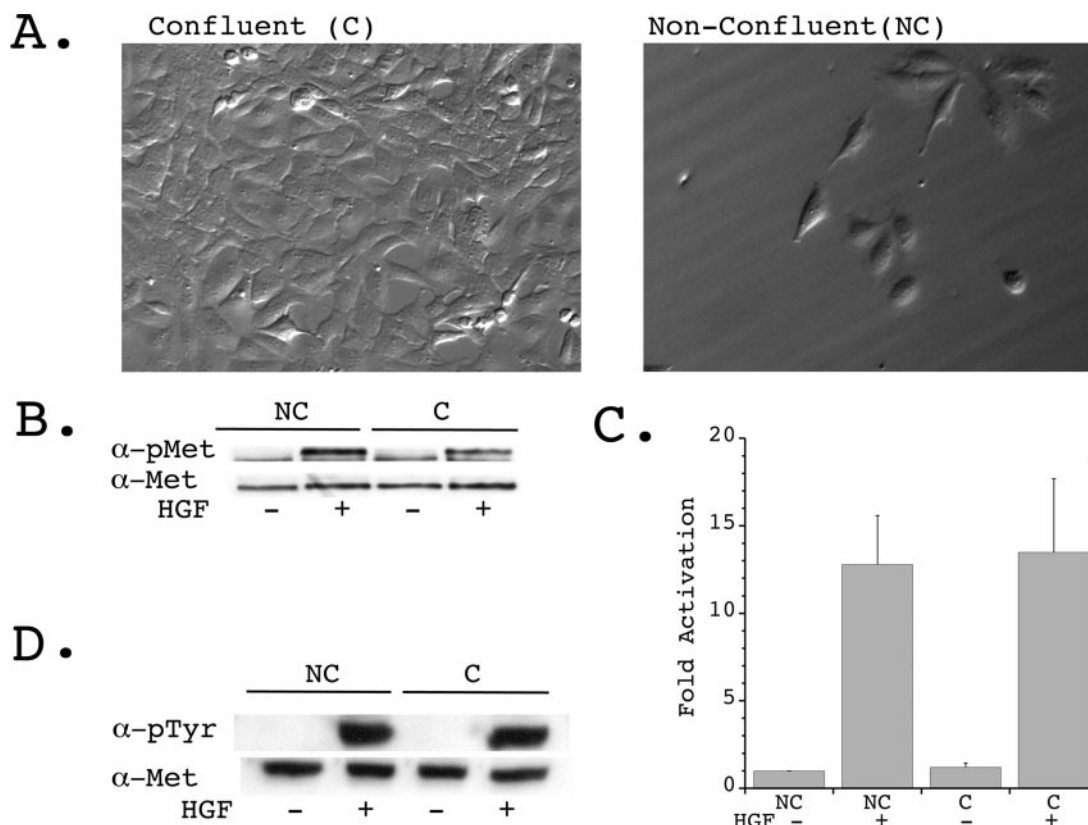 A.
Confluent (C)
Non-Confluent(NC)
B.
NC C
α-pMet
α-Met
HGF - + - +
C.
20
15
10
5
0
Fold Activation
NC NC C C
HGF - + - +
D.
NC C
α-pTyr
α-Met
HGF - + - +